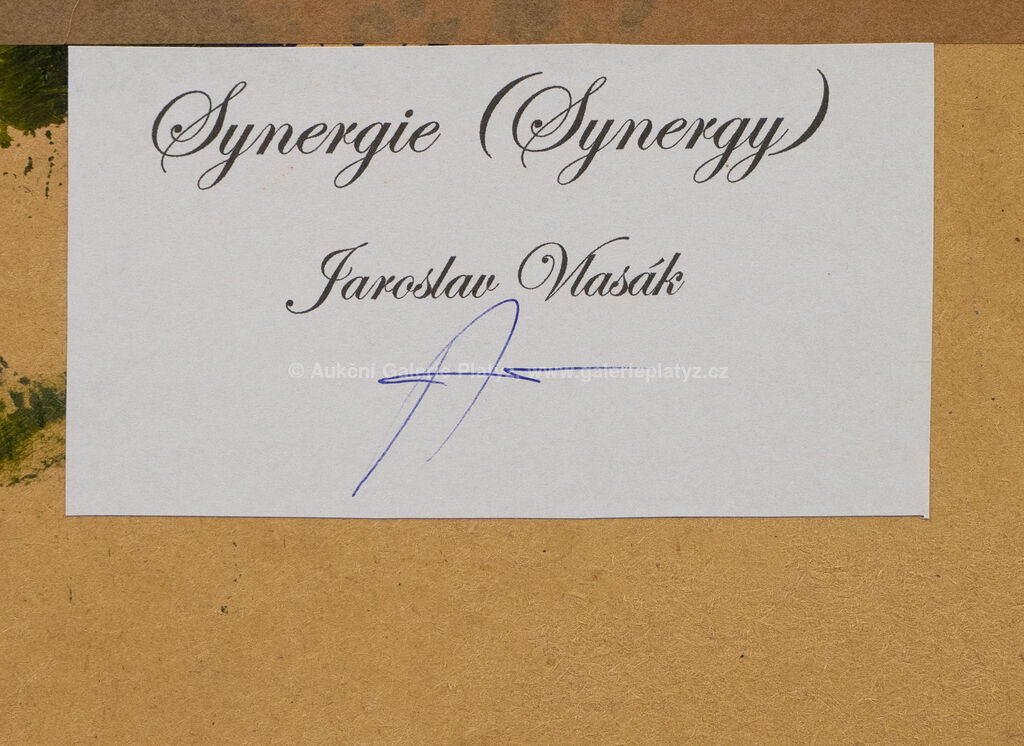 Synergie (Synergy)
Jaroslav Vlasák
© Aukční Galerie Platýz, www.galerieplatyz.cz